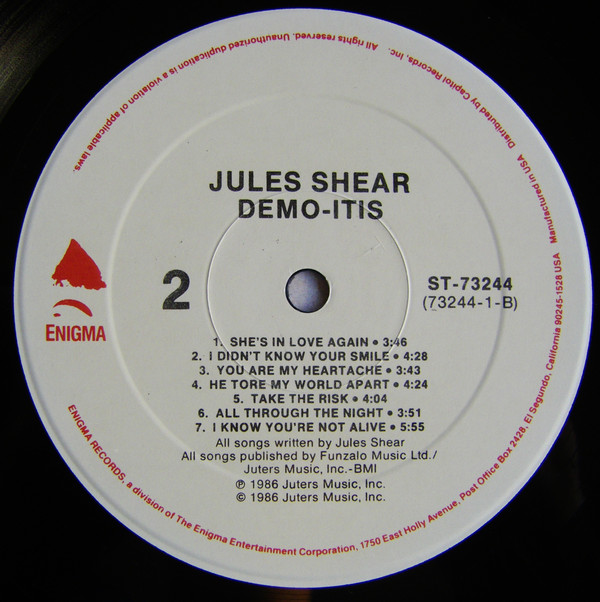 JULES SHEAR
DEMO-ITIS
2
ST-73244
(73244-1-B)
ENIGMA
1. SHE'S IN LOVE AGAIN • 3:46
2. I DIDN'T KNOW YOUR SMILE • 4:28
3. YOU ARE MY HEARTACHE • 3:43
4. HE TORE MY WORLD APART • 4:24
5. TAKE THE RISK • 4:04
6. ALL THROUGH THE NIGHT • 3:51
7. I KNOW YOU'RE NOT ALIVE • 5:55
All songs written by Jules Shear
All songs published by Funzalo Music Ltd./
Juters Music, Inc.-BMI
℗ 1986 Juters Music, Inc.
© 1986 Juters Music, Inc.
ENIGMA RECORDS, a division of The Enigma Entertainment Corporation, 1750 East Holly Avenue, Post Office Box 2428, El Segundo, California 90245-1528 USA Manufactured in USA Distributed by Capitol Records, Inc. All rights reserved. Unauthorized duplication is a violation of applicable laws.